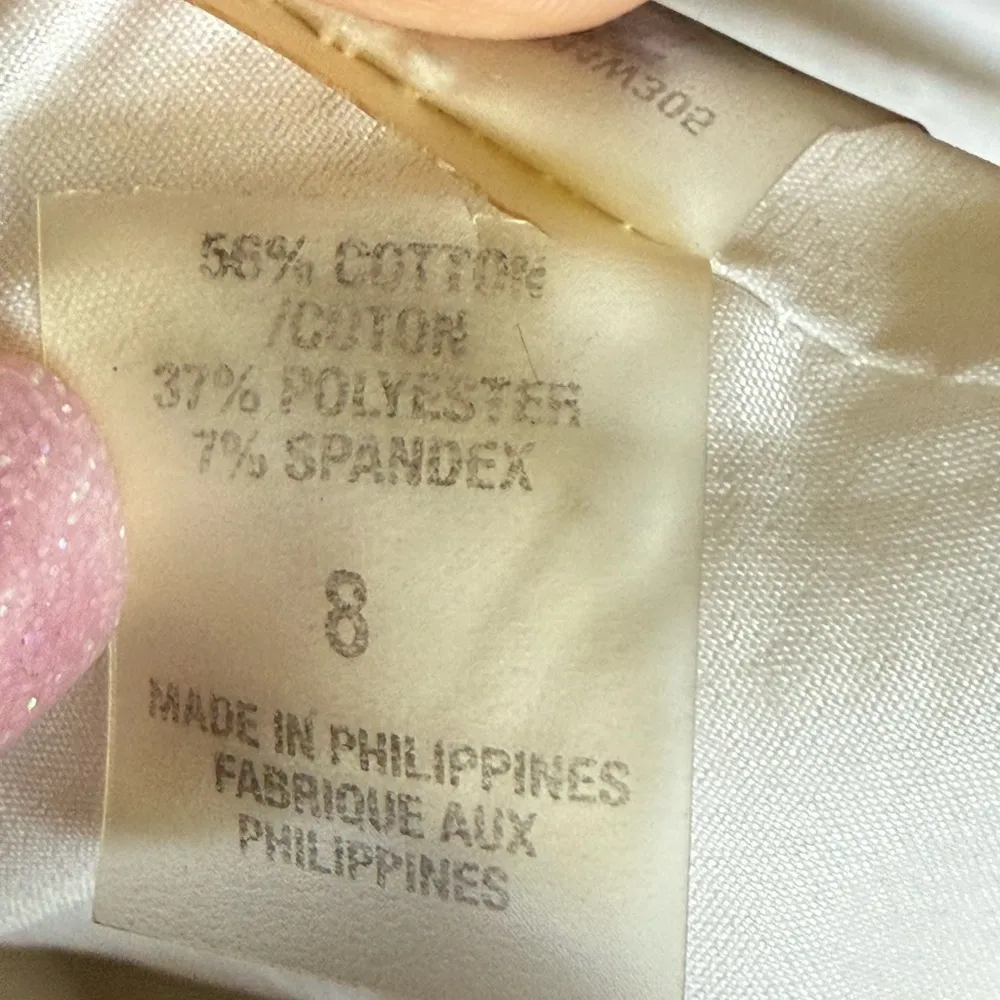 56% COTTON
/COTON
37% POLYESTER
7% SPANDEX
8
MADE IN PHILIPPINES
FABRIQUE AUX
PHILIPPINES